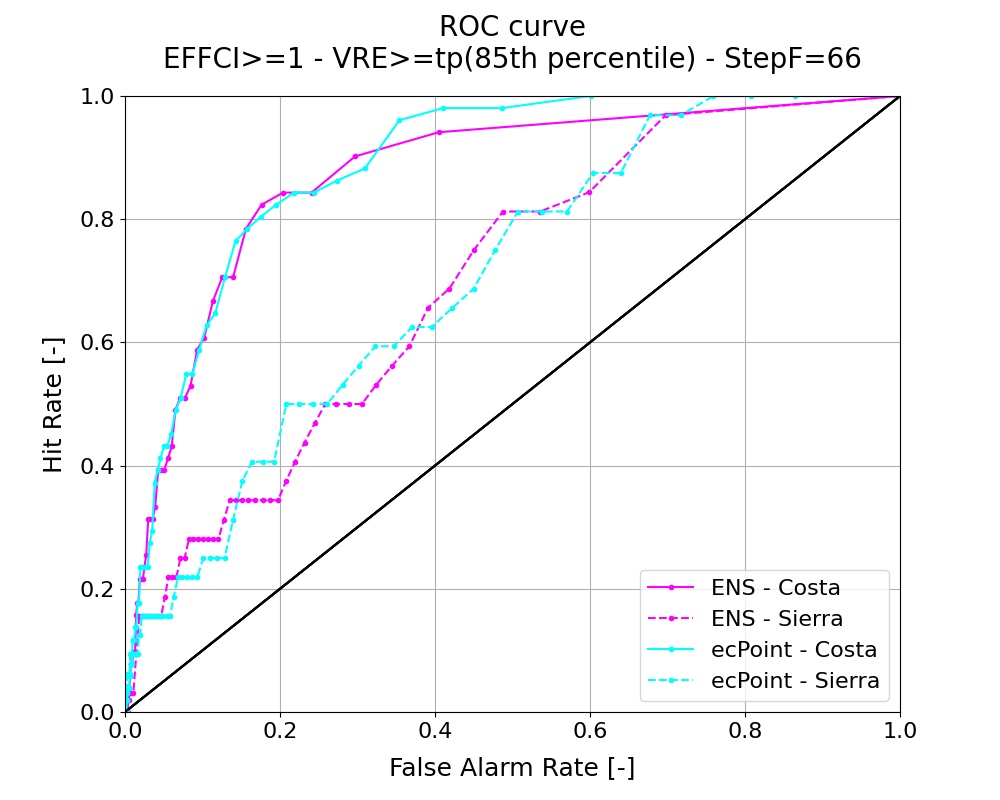 ROC curve
EFFCI>=1 - VRE>=tp(85th percentile) - StepF=66
1.0
0.8
0.6
0.4
0.2
0.0
Hit Rate [-]
0.0 0.2 0.4 0.6 0.8 1.0
False Alarm Rate [-]
ENS - Costa
ENS - Sierra
ecPoint - Costa
ecPoint - Sierra